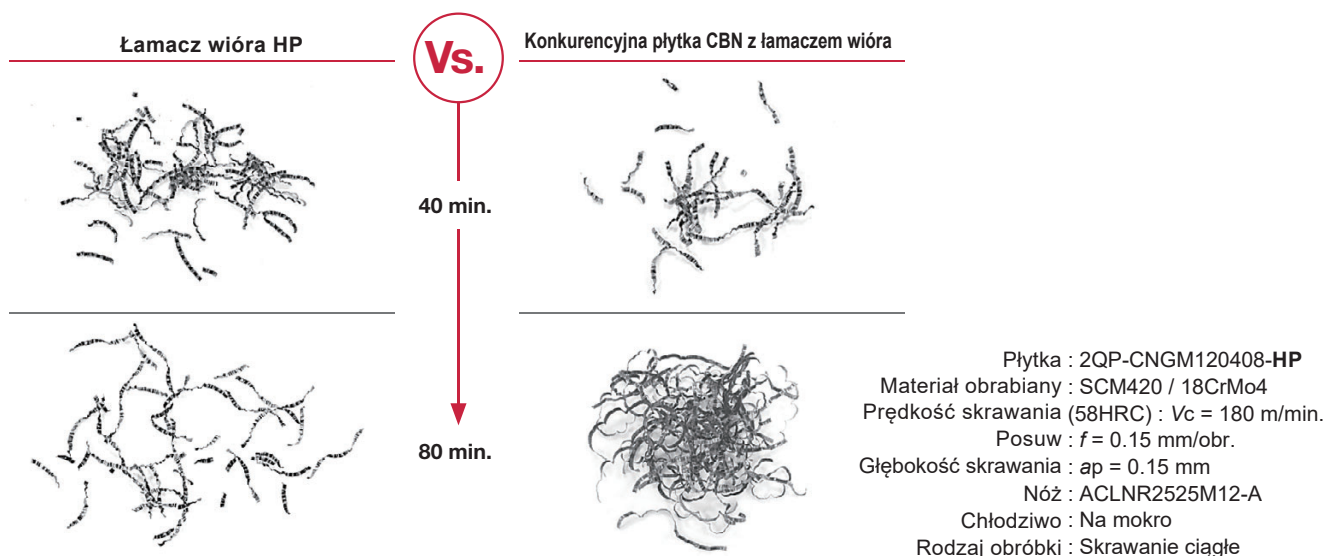 Łamacz wióra HP
Vs.
Konkurencyjna płytka CBN z łamaczem wióra
40 min.
80 min.
Płytka : 2QP-CNGM120408-HP
Materiał obrabiany : SCM420 / 18CrMo4
Prędkość skrawania (58HRC) : Vc = 180 m/min.
Posuw : f = 0.15 mm/obr.
Głębokość skrawania : ap = 0.15 mm
Nóż : ACLNR2525M12-A
Chłodziwo : Na mokro
Rodzaj obróbki : Skrawanie ciągłe